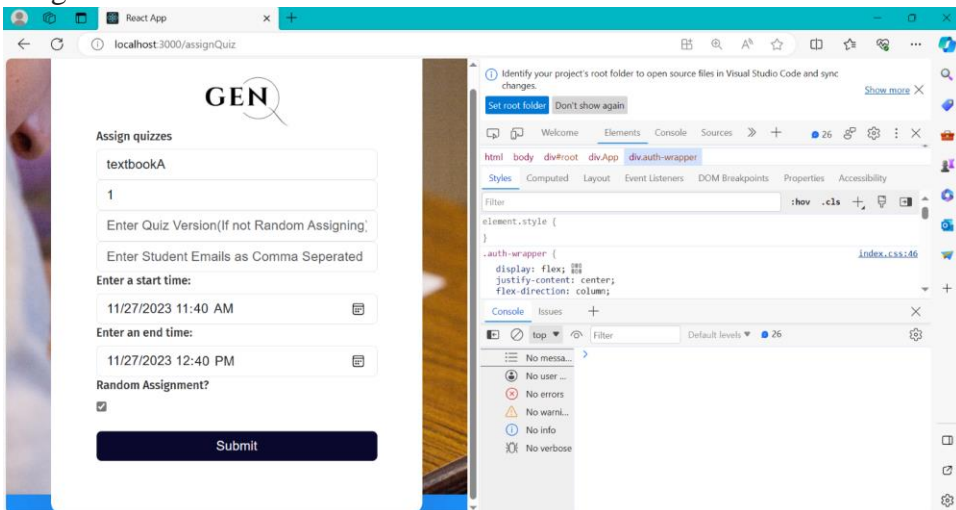 React App
localhost:3000/assignQuiz
GEN
Assign quizzes
textbookA
1
Enter Quiz Version(If not Random Assigning)
Enter Student Emails as Comma Seperated
Enter a start time:
11/27/2023 11:40 AM
Enter an end time:
11/27/2023 12:40 PM
Random Assignment?
Submit
Identify your project's root folder to open source files in Visual Studio Code and sync
changes.
Show more
Set root folder Don't show again
Welcome Elements Console Sources 26
html body div#root div.App div.auth-wrapper
Styles Computed Layout Event Listeners DOM Breakpoints Properties Accessibility
Filter :hov .cls
element.style {
}
.auth-wrapper { index.css:46
display: flex;
justify-content: center;
flex-direction: column;
Console Issues
top Filter Default levels 26
No messa...
No user ...
No errors
No warni...
No info
No verbose